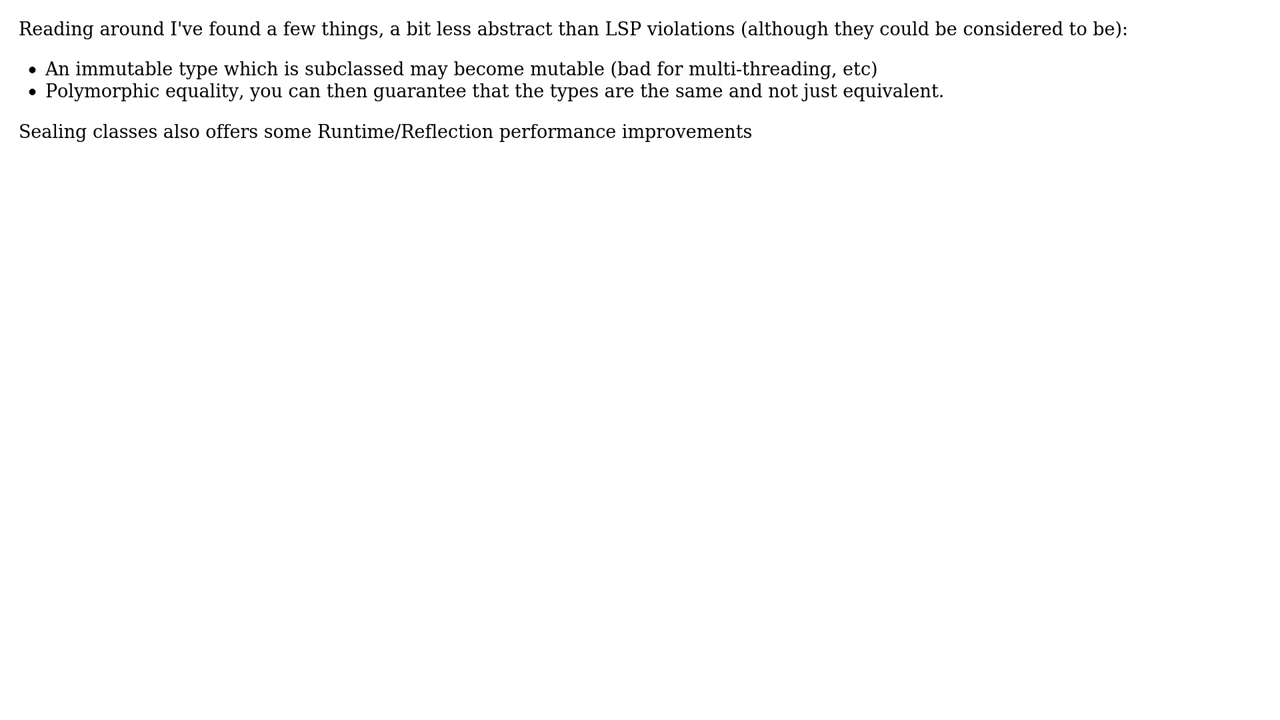 Reading around I've found a few things, a bit less abstract than LSP violations (although they could be considered to be):
• An immutable type which is subclassed may become mutable (bad for multi-threading, etc)
• Polymorphic equality, you can then guarantee that the types are the same and not just equivalent.
Sealing classes also offers some Runtime/Reflection performance improvements